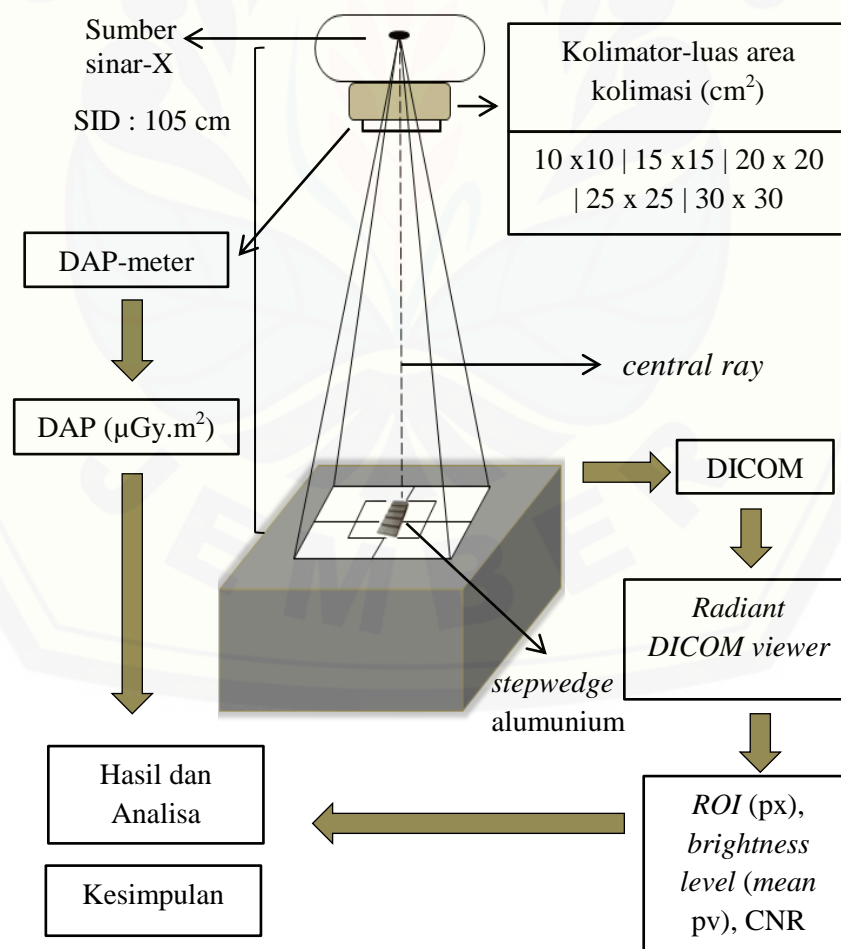 Sumber
sinar-X
SID : 105 cm
Kolimator-luas area
kolimasi (cm²)
10 x10 | 15 x15 | 20 x 20
| 25 x 25 | 30 x 30
DAP-meter
central ray
DAP (µGy.m²)
DICOM
Radiant
DICOM viewer
stepwedge
alumunium
Hasil dan
Analisa
ROI (px),
brightness
level (mean
pv), CNR
Kesimpulan
JEMBER